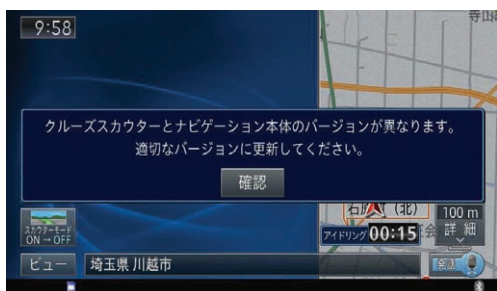 9:58
寺山
クルーズスカウターとナビゲーション本体のバージョンが異なります。
適切なバージョンに更新してください。
確認
(北)
100 m
スカウターモード
ON→OFF
アイドリング 00:15
詳 細
ビュー
埼玉県 川越市